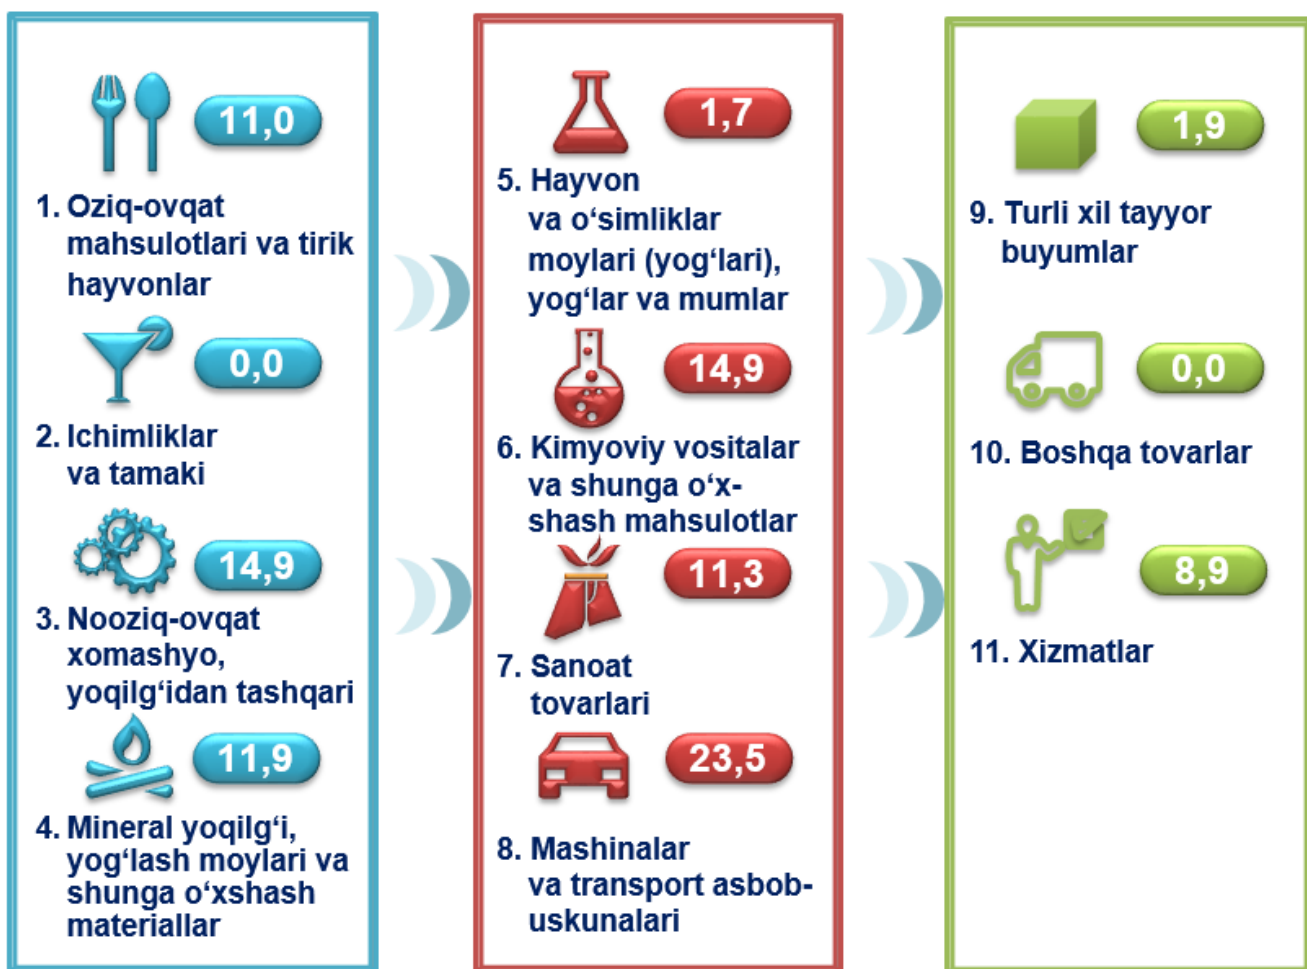 11,0
1. Oziq-ovqat
mahsulotlari va tirik
hayvonlar
0,0
2. Ichimliklar
va tamaki
14,9
3. Nooziq-ovqat
xomashyo,
yoqilg‘idan tashqari
11,9
4. Mineral yoqilg‘i,
yog‘lash moylari va
shunga o‘xshash
materiallar
1,7
5. Hayvon
va o‘simliklar
moylari (yog‘lari),
yog‘lar va mumlar
14,9
6. Kimyoviy vositalar
va shunga o‘x-
shash mahsulotlar
11,3
7. Sanoat
tovarlari
23,5
8. Mashinalar
va transport asbob-
uskunalari
1,9
9. Turli xil tayyor
buyumlar
0,0
10. Boshqa tovarlar
8,9
11. Xizmatlar